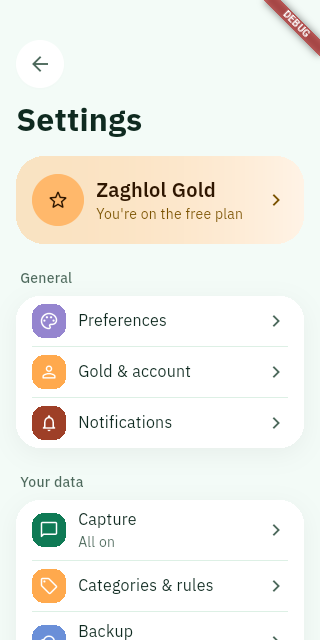 DEBUG
Settings
Zaghlol Gold
You're on the free plan
General
Preferences
Gold & account
Notifications
Your data
Capture
All on
Categories & rules
Backup